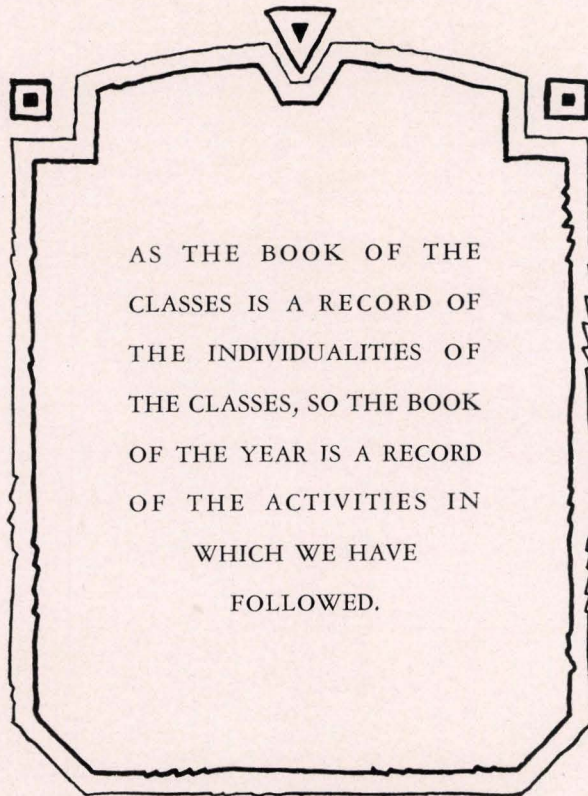 AS THE BOOK OF THE
CLASSES IS A RECORD OF
THE INDIVIDUALITIES OF
THE CLASSES, SO THE BOOK
OF THE YEAR IS A RECORD
OF THE ACTIVITIES IN
WHICH WE HAVE
FOLLOWED.